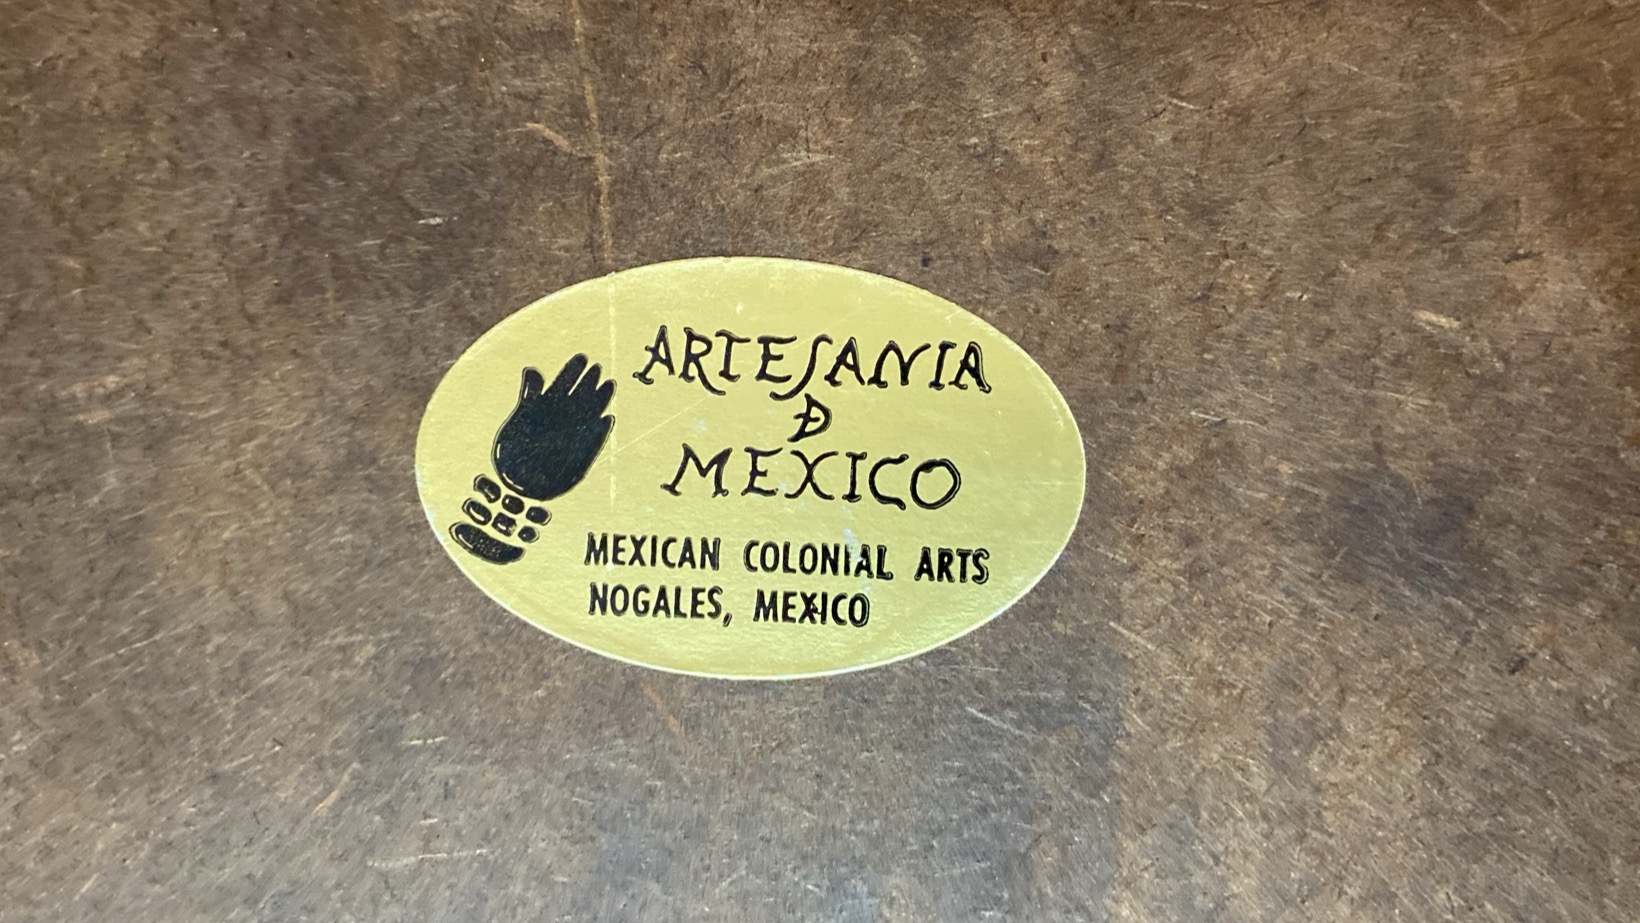 ARTESANIA
D
MEXICO
MEXICAN COLONIAL ARTS
NOGALES, MEXICO